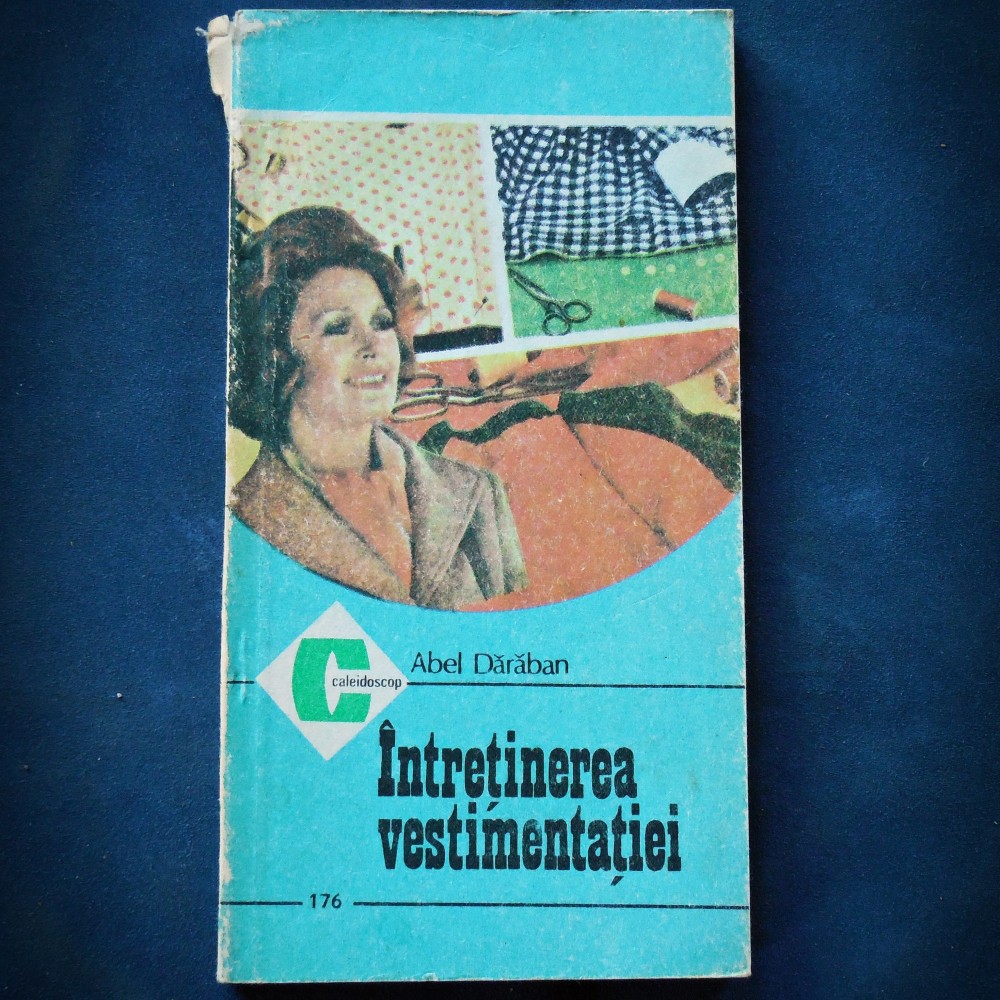 Abel Dărăban
C
caleidoscop
Întreținerea
vestimentației
176